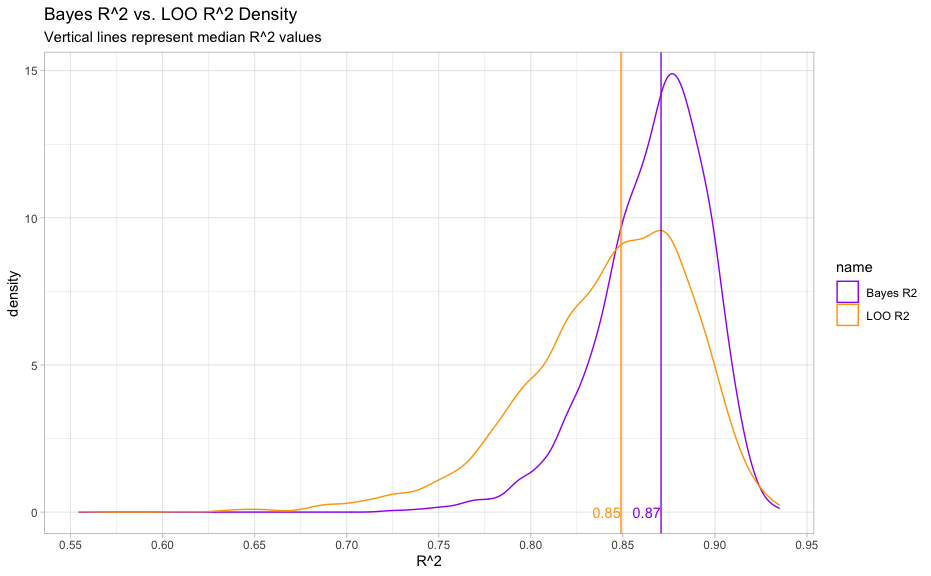 Bayes R^2 vs. LOO R^2 Density
Vertical lines represent median R^2 values
15
10
5
0
density
0.85
0.87
0.55
0.60
0.65
0.70
0.75
0.80
0.85
0.90
0.95
R^2
name
Bayes R2
LOO R2